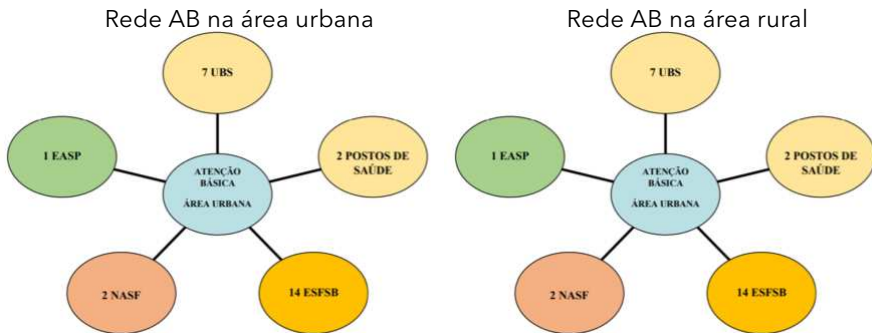 Rede AB na área urbana
7 UBS
1 EASP
2 POSTOS DE
SAÚDE
ATENÇÃO
BÁSICA
ÁREA URBANA
2 NASF
14 ESFSB
Rede AB na área rural
7 UBS
1 EASP
2 POSTOS DE
SAÚDE
ATENÇÃO
BÁSICA
ÁREA URBANA
2 NASF
14 ESFSB